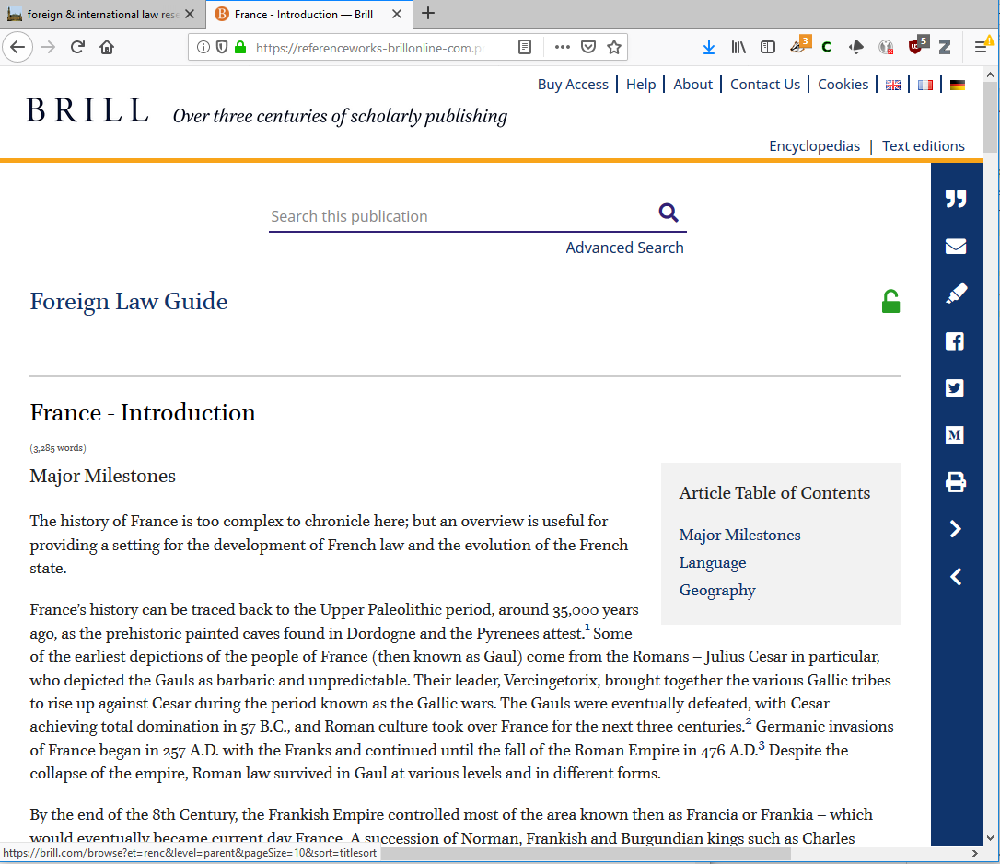 foreign & international law rese
France - Introduction — Brill
https://referenceworks-brillonline-com.pr
3
5
Buy Access | Help | About | Contact Us | Cookies
BRILL
Over three centuries of scholarly publishing
Encyclopedias | Text editions
Search this publication
Advanced Search
Foreign Law Guide
France - Introduction
(3,285 words)
Major Milestones
Article Table of Contents
Major Milestones
Language
Geography
The history of France is too complex to chronicle here; but an overview is useful for
providing a setting for the development of French law and the evolution of the French
state.
France’s history can be traced back to the Upper Paleolithic period, around 35,000 years
ago, as the prehistoric painted caves found in Dordogne and the Pyrenees attest.1 Some
of the earliest depictions of the people of France (then known as Gaul) come from the Romans – Julius Cesar in particular,
who depicted the Gauls as barbaric and unpredictable. Their leader, Vercingetorix, brought together the various Gallic tribes
to rise up against Cesar during the period known as the Gallic wars. The Gauls were eventually defeated, with Cesar
achieving total domination in 57 B.C., and Roman culture took over France for the next three centuries.2 Germanic invasions
of France began in 257 A.D. with the Franks and continued until the fall of the Roman Empire in 476 A.D.3 Despite the
collapse of the empire, Roman law survived in Gaul at various levels and in different forms.
By the end of the 8th Century, the Frankish Empire controlled most of the area known then as Francia or Frankia – which
would eventually became current day France. A succession of Norman, Frankish and Burgundian kings such as Charles
https://brill.com/browse?et=renc&level=parent&pageSize=10&sort=titlesort